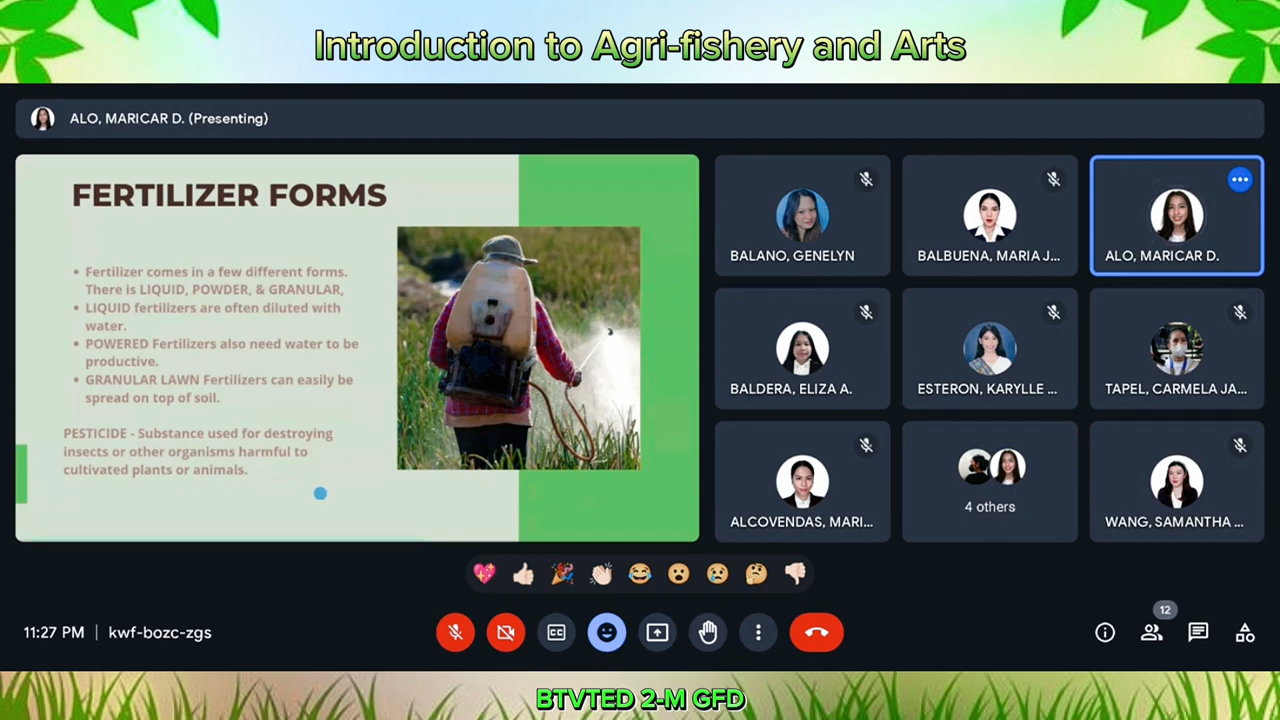 Introduction to Agri-fishery and Arts
ALO, MARICAR D. (Presenting)
FERTILIZER FORMS
• Fertilizer comes in a few different forms.
There is LIQUID, POWDER, & GRANULAR,
• LIQUID fertilizers are often diluted with
water.
• POWERED Fertilizers also need water to be
productive.
• GRANULAR LAWN Fertilizers can easily be
spread on top of soil.
PESTICIDE - Substance used for destroying
insects or other organisms harmful to
cultivated plants or animals.
BALANO, GENELYN
BALBUENA, MARIA J...
ALO, MARICAR D.
BALDERA, ELIZA A.
ESTERON, KARYLLE ...
TAPEL, CARMELA JA...
ALCOVENDAS, MARI...
4 others
WANG, SAMANTHA ...
11:27 PM | kwf-bozc-zgs
CC
12
BTVTED 2-M GFD